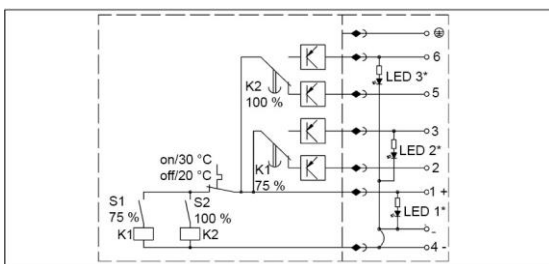 6
K2
100 %
LED 3*
5
3
on/30 °C
off/20 °C
K1
75 %
LED 2*
2
1 +
S1
75 %
S2
100 %
LED 1*
K1
K2
-
4 -